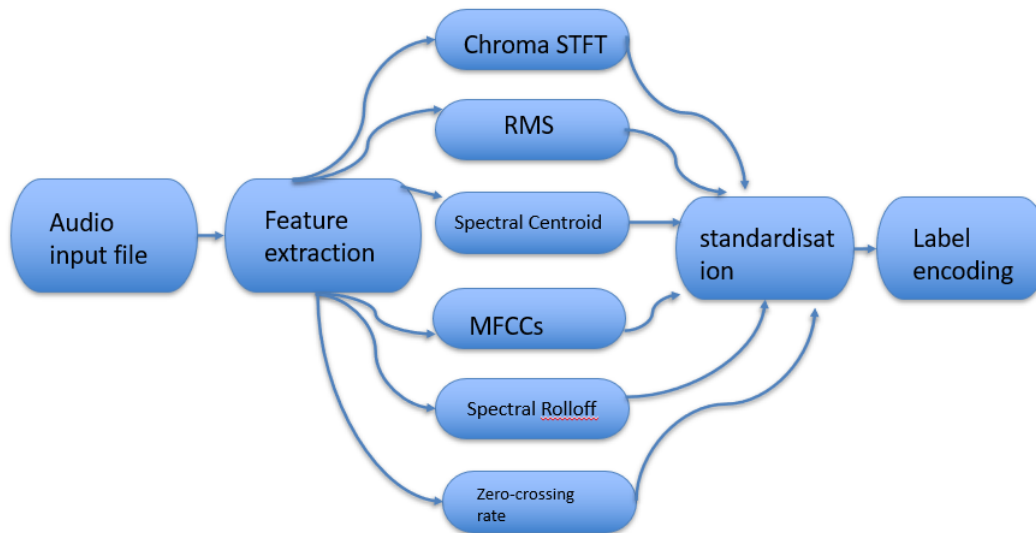 Audio
input file
Feature
extraction
Chroma STFT
RMS
Spectral Centroid
MFCCs
Spectral Rolloff
Zero-crossing
rate
standardisat
ion
Label
encoding